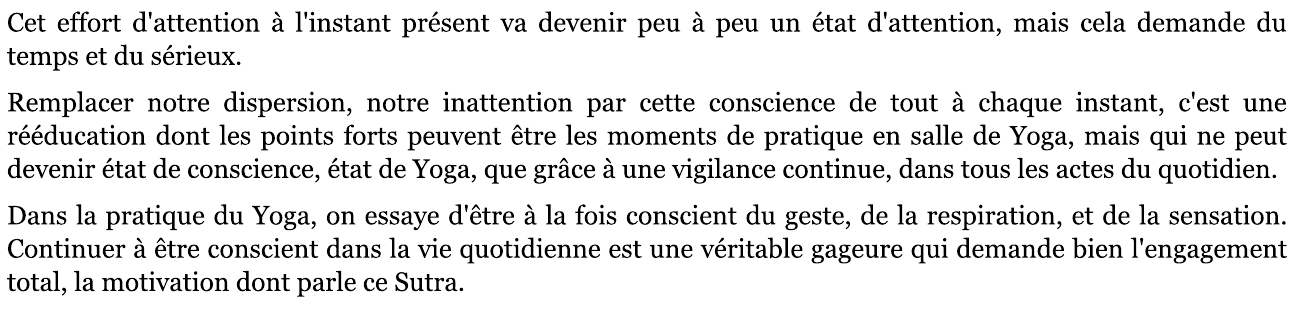 Cet effort d'attention à l'instant présent va devenir peu à peu un état d'attention, mais cela demande du
temps et du sérieux.
Remplacer notre dispersion, notre inattention par cette conscience de tout à chaque instant, c'est une
rééducation dont les points forts peuvent être les moments de pratique en salle de Yoga, mais qui ne peut
devenir état de conscience, état de Yoga, que grâce à une vigilance continue, dans tous les actes du quotidien.
Dans la pratique du Yoga, on essaye d'être à la fois conscient du geste, de la respiration, et de la sensation.
Continuer à être conscient dans la vie quotidienne est une véritable gageure qui demande bien l'engagement
total, la motivation dont parle ce Sutra.